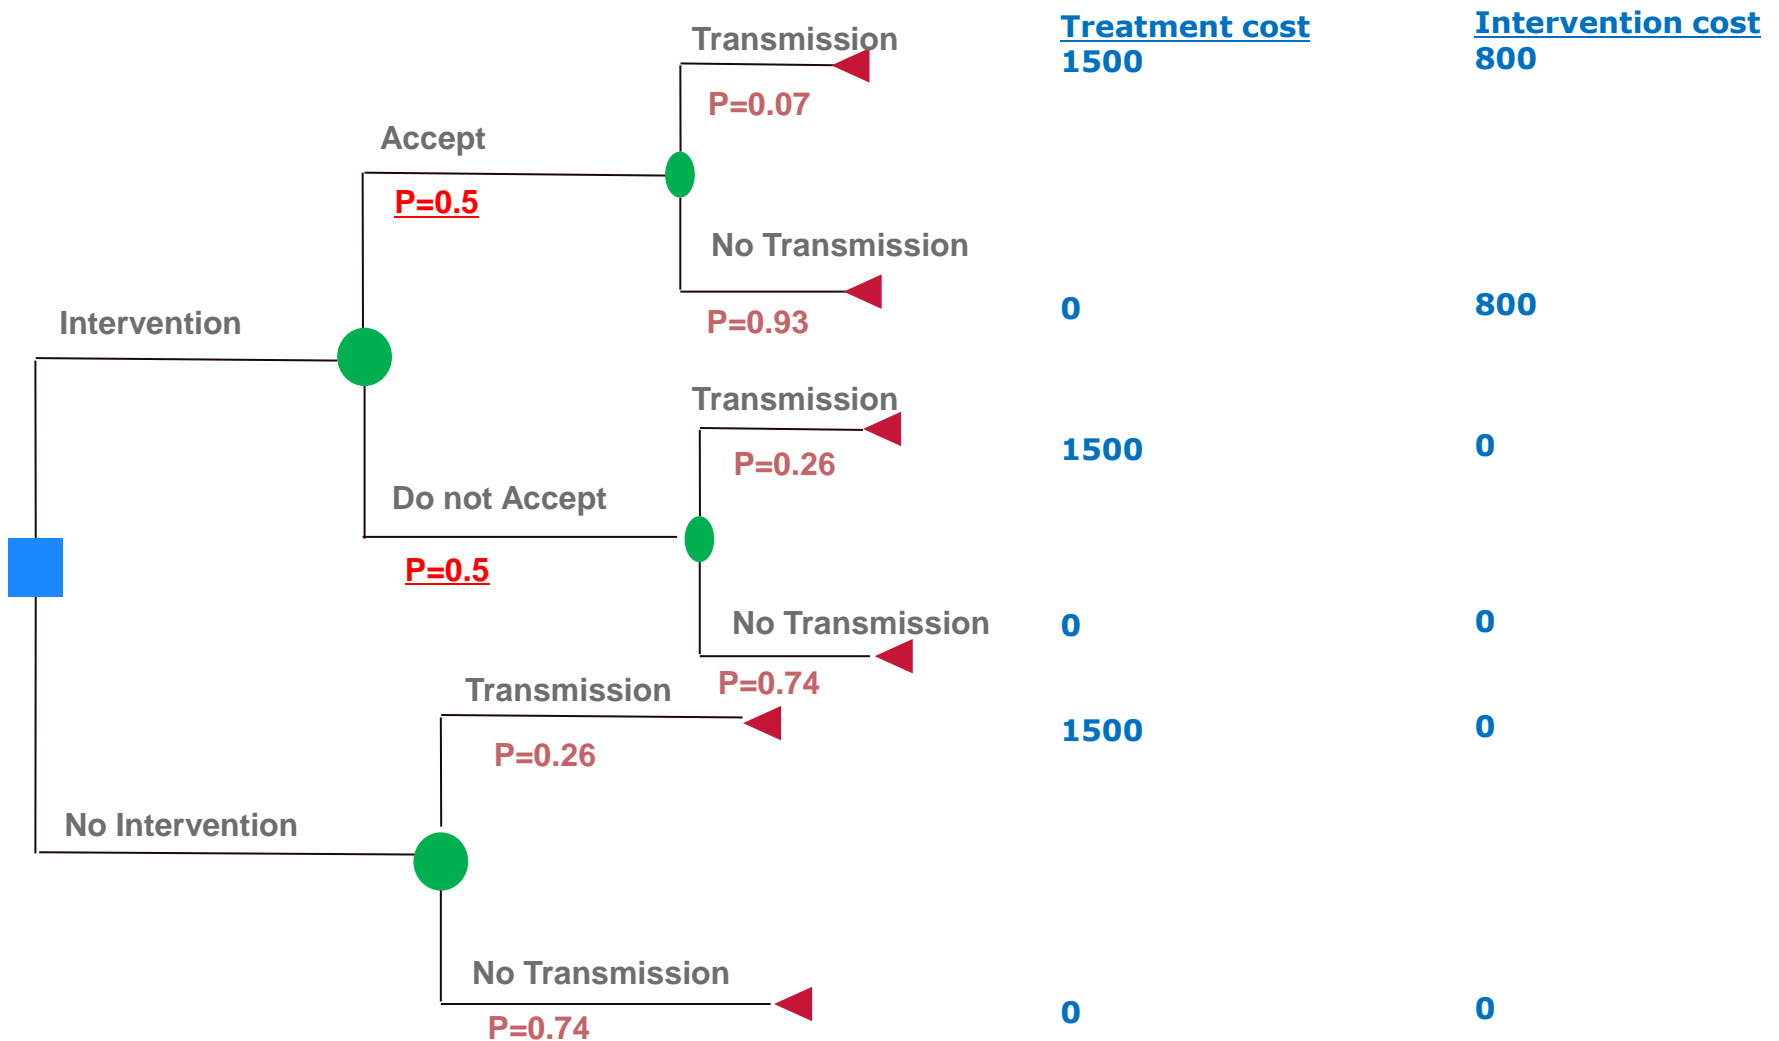 Treatment cost
Intervention cost
Transmission
1500
800
P=0.07
Accept
P=0.5
No Transmission
0
800
P=0.93
Intervention
Transmission
1500
0
P=0.26
Do not Accept
P=0.5
No Transmission
0
0
P=0.74
Transmission
1500
0
P=0.26
No Intervention
No Transmission
0
0
P=0.74